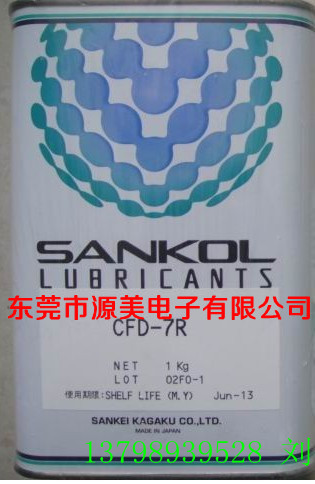 SANKOL
LUBRICANTS
东莞市源美电子有限公司
CFD-7R
NET 1 Kg
LOT 02F0-1
使用期限:SHELF LIFE (M.Y) Jun-13
SANKEI KAGAKU CO.,LTD.
MADE IN JAPAN
13798939528 刘